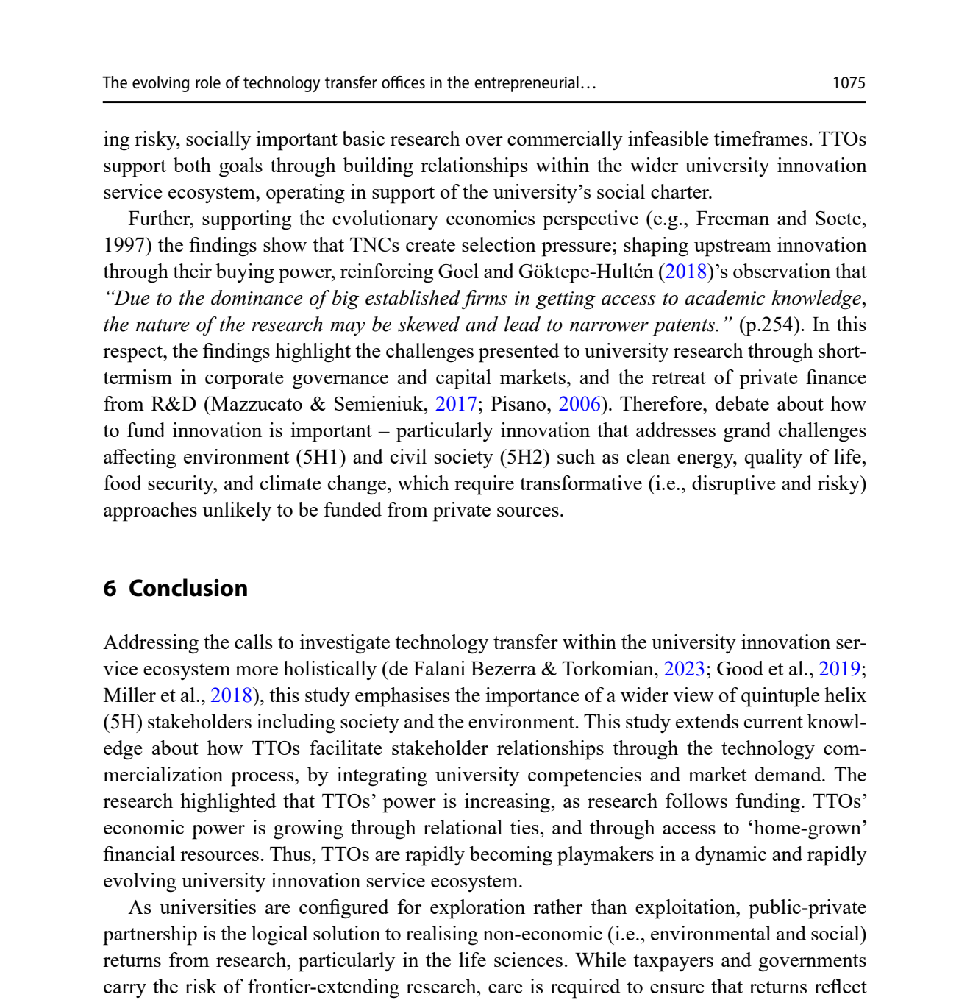 The evolving role of technology transfer offices in the entrepreneurial… 1075
ing risky, socially important basic research over commercially infeasible timeframes. TTOs
support both goals through building relationships within the wider university innovation
service ecosystem, operating in support of the university’s social charter.
Further, supporting the evolutionary economics perspective (e.g., Freeman and Soete,
1997) the findings show that TNCs create selection pressure; shaping upstream innovation
through their buying power, reinforcing Goel and Göktepe-Hultén (2018)’s observation that
“Due to the dominance of big established firms in getting access to academic knowledge,
the nature of the research may be skewed and lead to narrower patents.” (p.254). In this
respect, the findings highlight the challenges presented to university research through short-
termism in corporate governance and capital markets, and the retreat of private finance
from R&D (Mazzucato & Semieniuk, 2017; Pisano, 2006). Therefore, debate about how
to fund innovation is important – particularly innovation that addresses grand challenges
affecting environment (5H1) and civil society (5H2) such as clean energy, quality of life,
food security, and climate change, which require transformative (i.e., disruptive and risky)
approaches unlikely to be funded from private sources.
6 Conclusion
Addressing the calls to investigate technology transfer within the university innovation ser-
vice ecosystem more holistically (de Falani Bezerra & Torkomian, 2023; Good et al., 2019;
Miller et al., 2018), this study emphasises the importance of a wider view of quintuple helix
(5H) stakeholders including society and the environment. This study extends current knowl-
edge about how TTOs facilitate stakeholder relationships through the technology com-
mercialization process, by integrating university competencies and market demand. The
research highlighted that TTOs’ power is increasing, as research follows funding. TTOs’
economic power is growing through relational ties, and through access to ‘home-grown’
financial resources. Thus, TTOs are rapidly becoming playmakers in a dynamic and rapidly
evolving university innovation service ecosystem.
As universities are configured for exploration rather than exploitation, public-private
partnership is the logical solution to realising non-economic (i.e., environmental and social)
returns from research, particularly in the life sciences. While taxpayers and governments
carry the risk of frontier-extending research, care is required to ensure that returns reflect